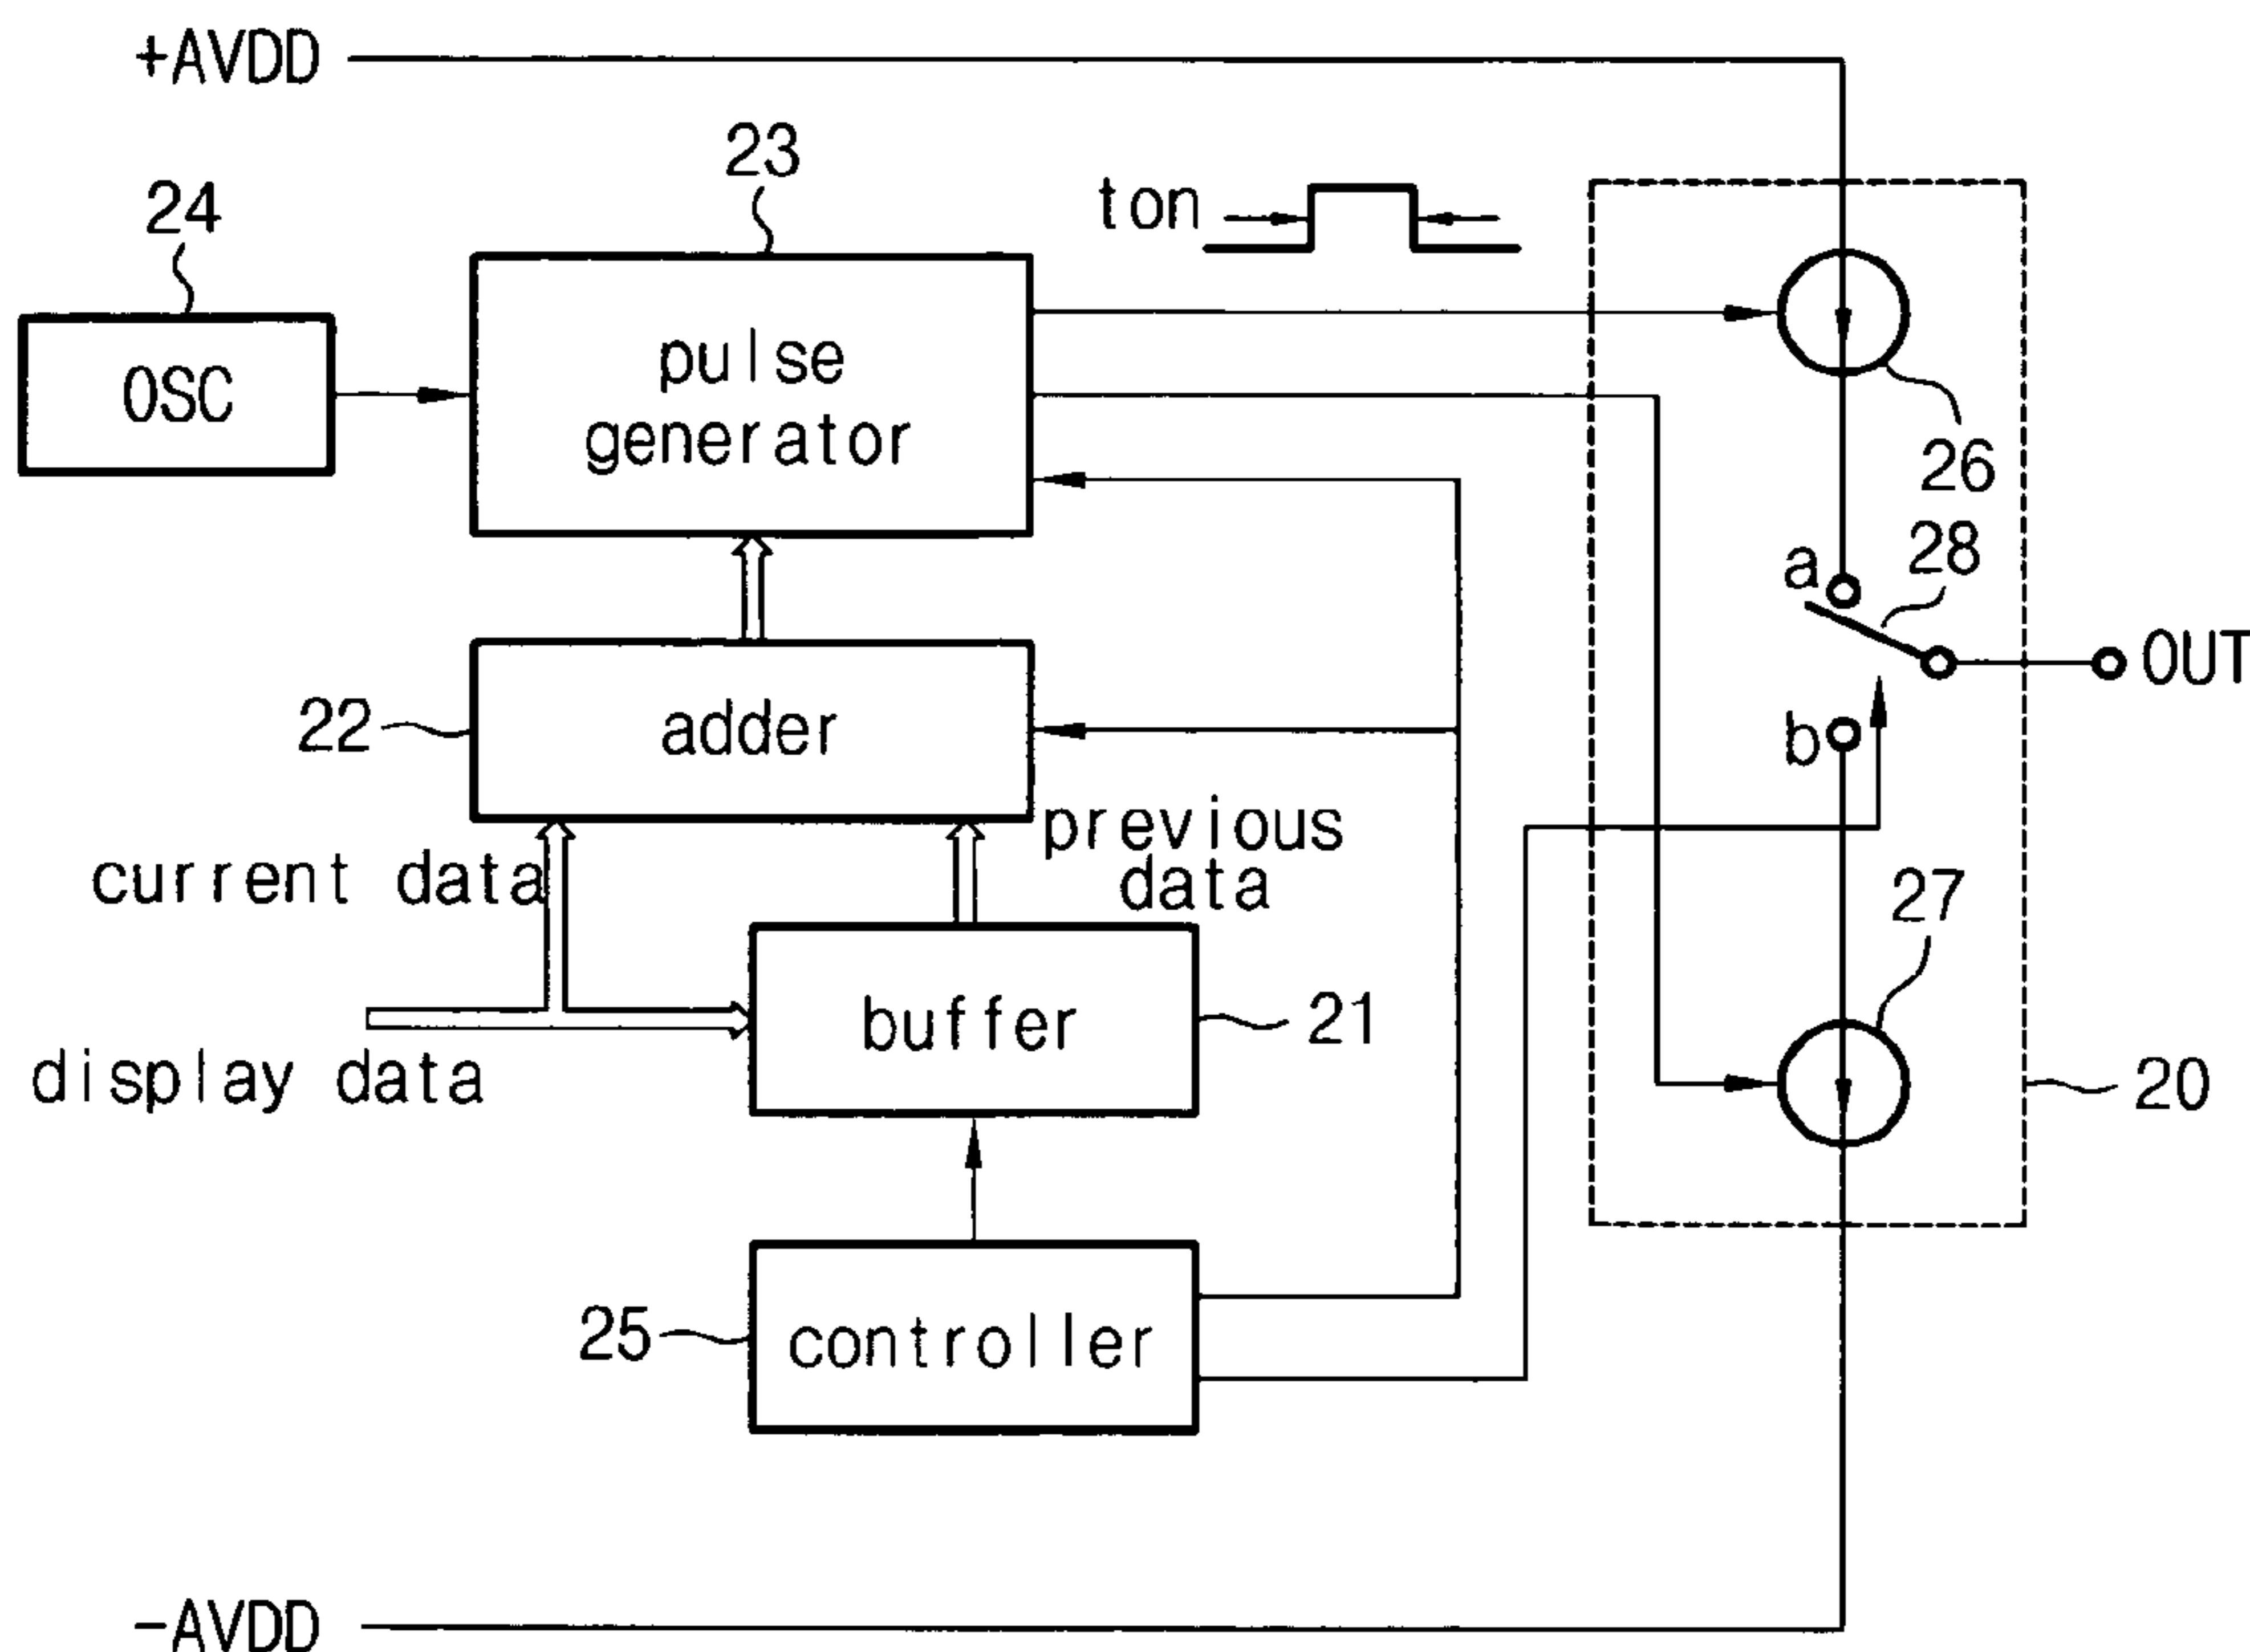 +AVDD
23
24
ton
OSC
pulse
generator
26
28
a
OUT
22
adder
b
previous
data
current data
27
buffer
21
display data
20
25
controller
-AVDD